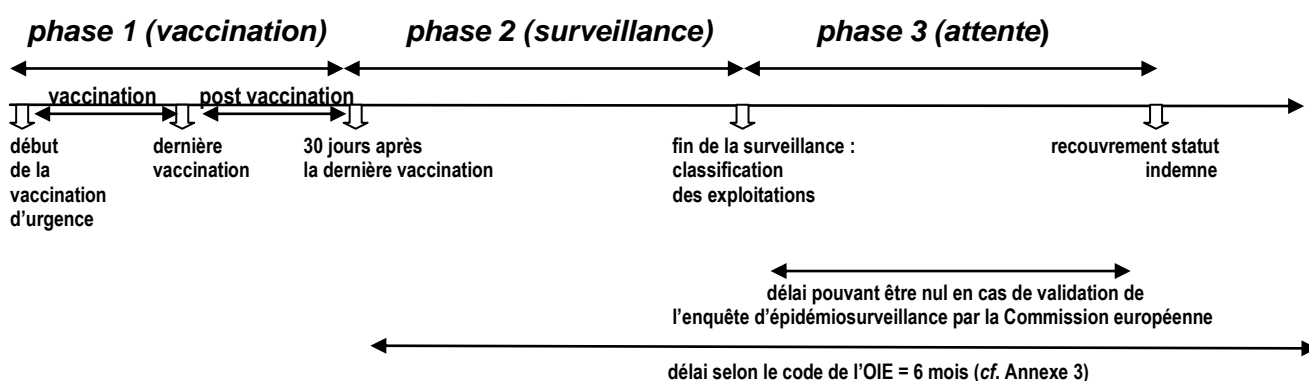 phase 1 (vaccination) phase 2 (surveillance) phase 3 (attente)
vaccination post vaccination
début
de la
vaccination
d’urgence
dernière
vaccination
30 jours après
la dernière vaccination
fin de la surveillance :
classification
des exploitations
recouvrement statut
indemne
délai pouvant être nul en cas de validation de
l’enquête d’épidémiosurveillance par la Commission européenne
délai selon le code de l’OIE = 6 mois (cf. Annexe 3)